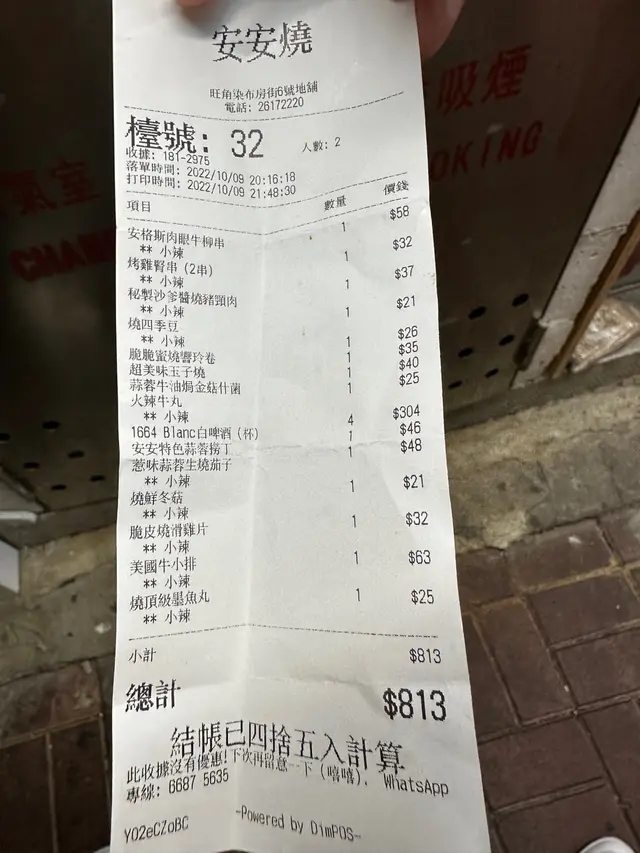 安安燒
旺角染布房街6號地舖
電話: 26172220
檯號: 32 人數: 2
收據: 181-2975
落單時間: 2022/10/09 20:16:18
打印時間: 2022/10/09 21:48:30
項目 數量 價錢
安格斯肉眼牛柳串 1 $58
** 小辣
烤雞腎串 (2串) 1 $32
** 小辣
秘製沙爹醬燒豬頸肉 1 $37
** 小辣
燒四季豆 1 $21
** 小辣
脆脆蜜燒響玲卷 1 $26
超美味玉子燒 1 $35
蒜蓉牛油焗金菇什菌 1 $40
火辣牛丸 1 $25
** 小辣
1664 Blanc白啤酒 (杯) 4 $304
安安特色蒜蓉撈丁 1 $46
惹味蒜蓉生燒茄子 1 $48
** 小辣
燒鮮冬菇 1 $21
** 小辣
脆皮燒滑雞片 1 $32
** 小辣
美國牛小排 1 $63
** 小辣
燒頂級墨魚丸 1 $25
** 小辣
小計 $813
總計 $813
結帳已四捨五入計算
此收據沒有優惠!下次再留意一下 (嘻嘻). WhatsApp
專線: 6687 5635
YO2eCZoBC
-Powered by DimPOS-
吸煙
OKING
氣室
CHAM